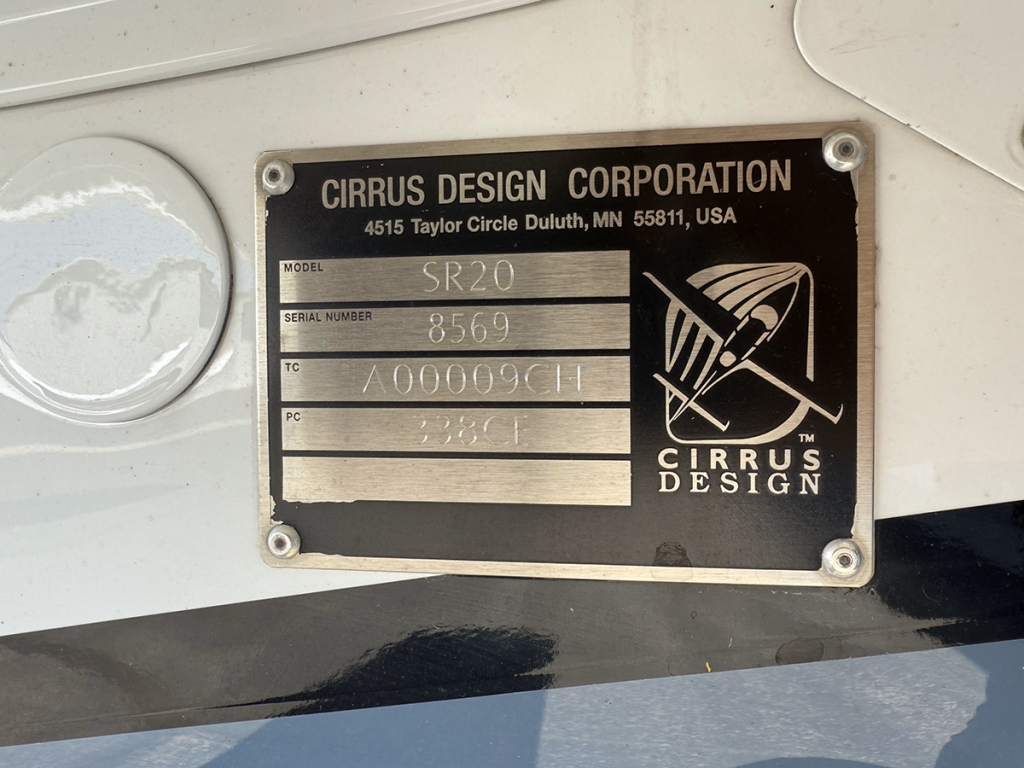 CIRRUS DESIGN CORPORATION
4515 Taylor Circle Duluth, MN 55811, USA
MODEL SR20
SERIAL NUMBER 8569
TC A00009CH
PC 338CE
™
CIRRUS
DESIGN